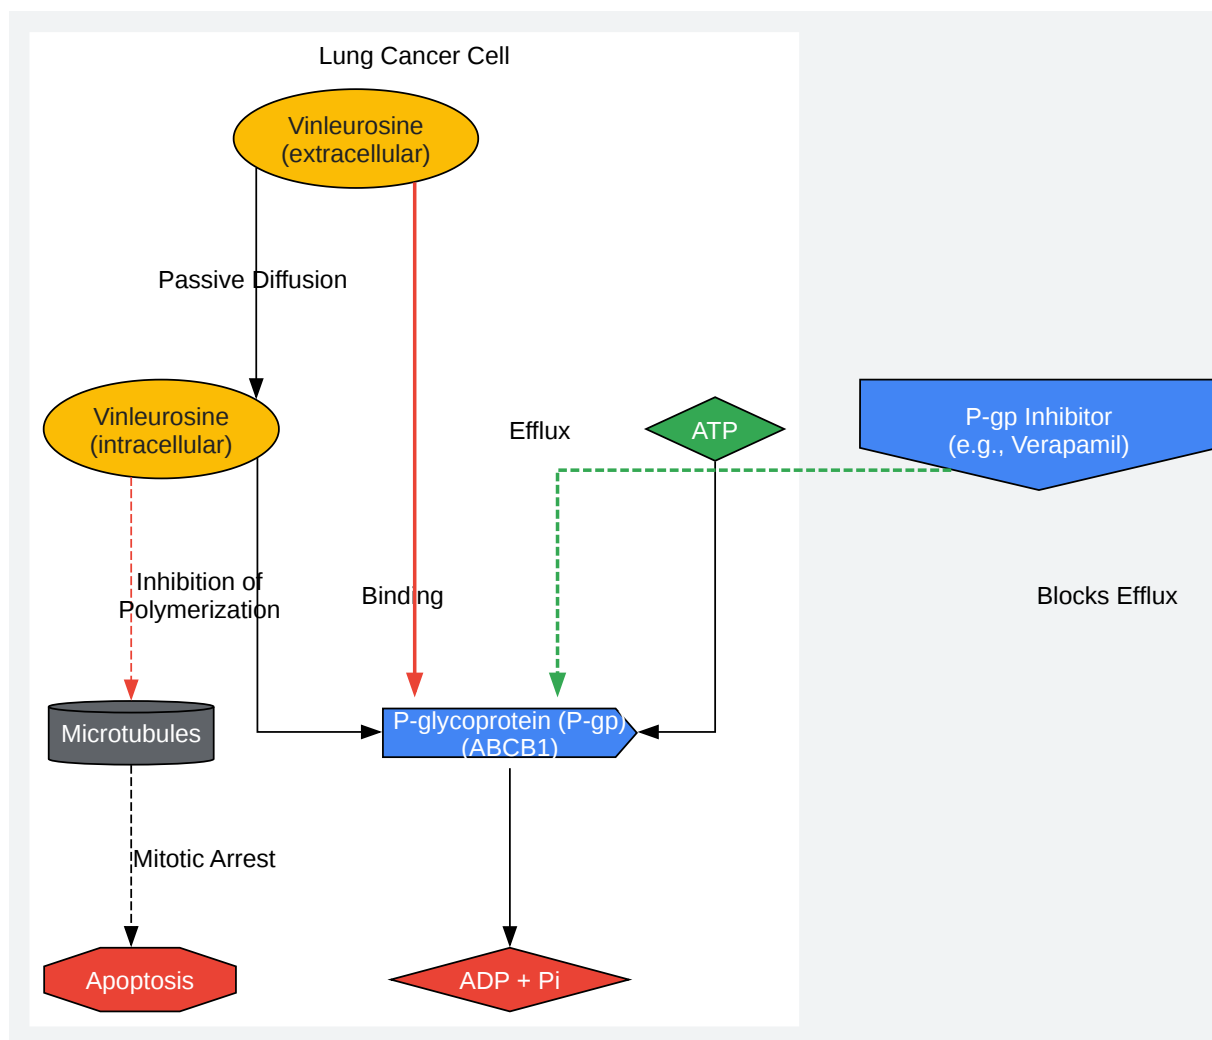 Lung Cancer Cell
Vinleurosine
(extracellular)
Passive Diffusion
Vinleurosine
(intracellular)
Efflux
ATP
P-gp Inhibitor
(e.g., Verapamil)
Inhibition of
Polymerization
Binding
Blocks Efflux
Microtubules
P-glycoprotein (P-gp)
(ABCB1)
Mitotic Arrest
Apoptosis
ADP + Pi